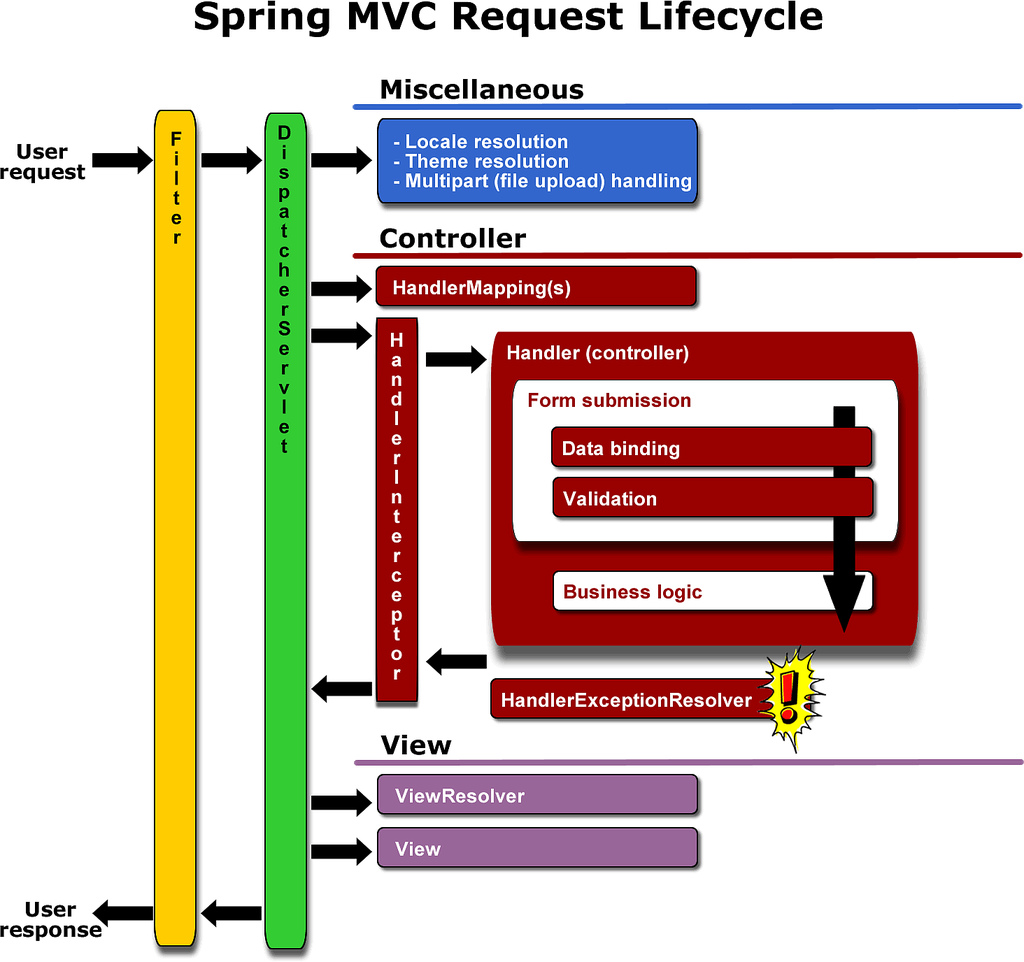 Spring MVC Request Lifecycle
Miscellaneous
User
request
Filter
DispatcherServlet
- Locale resolution
- Theme resolution
- Multipart (file upload) handling
Controller
HandlerMapping(s)
HandlerInterceptor
Handler (controller)
Form submission
Data binding
Validation
Business logic
HandlerExceptionResolver
!
View
ViewResolver
View
User
response